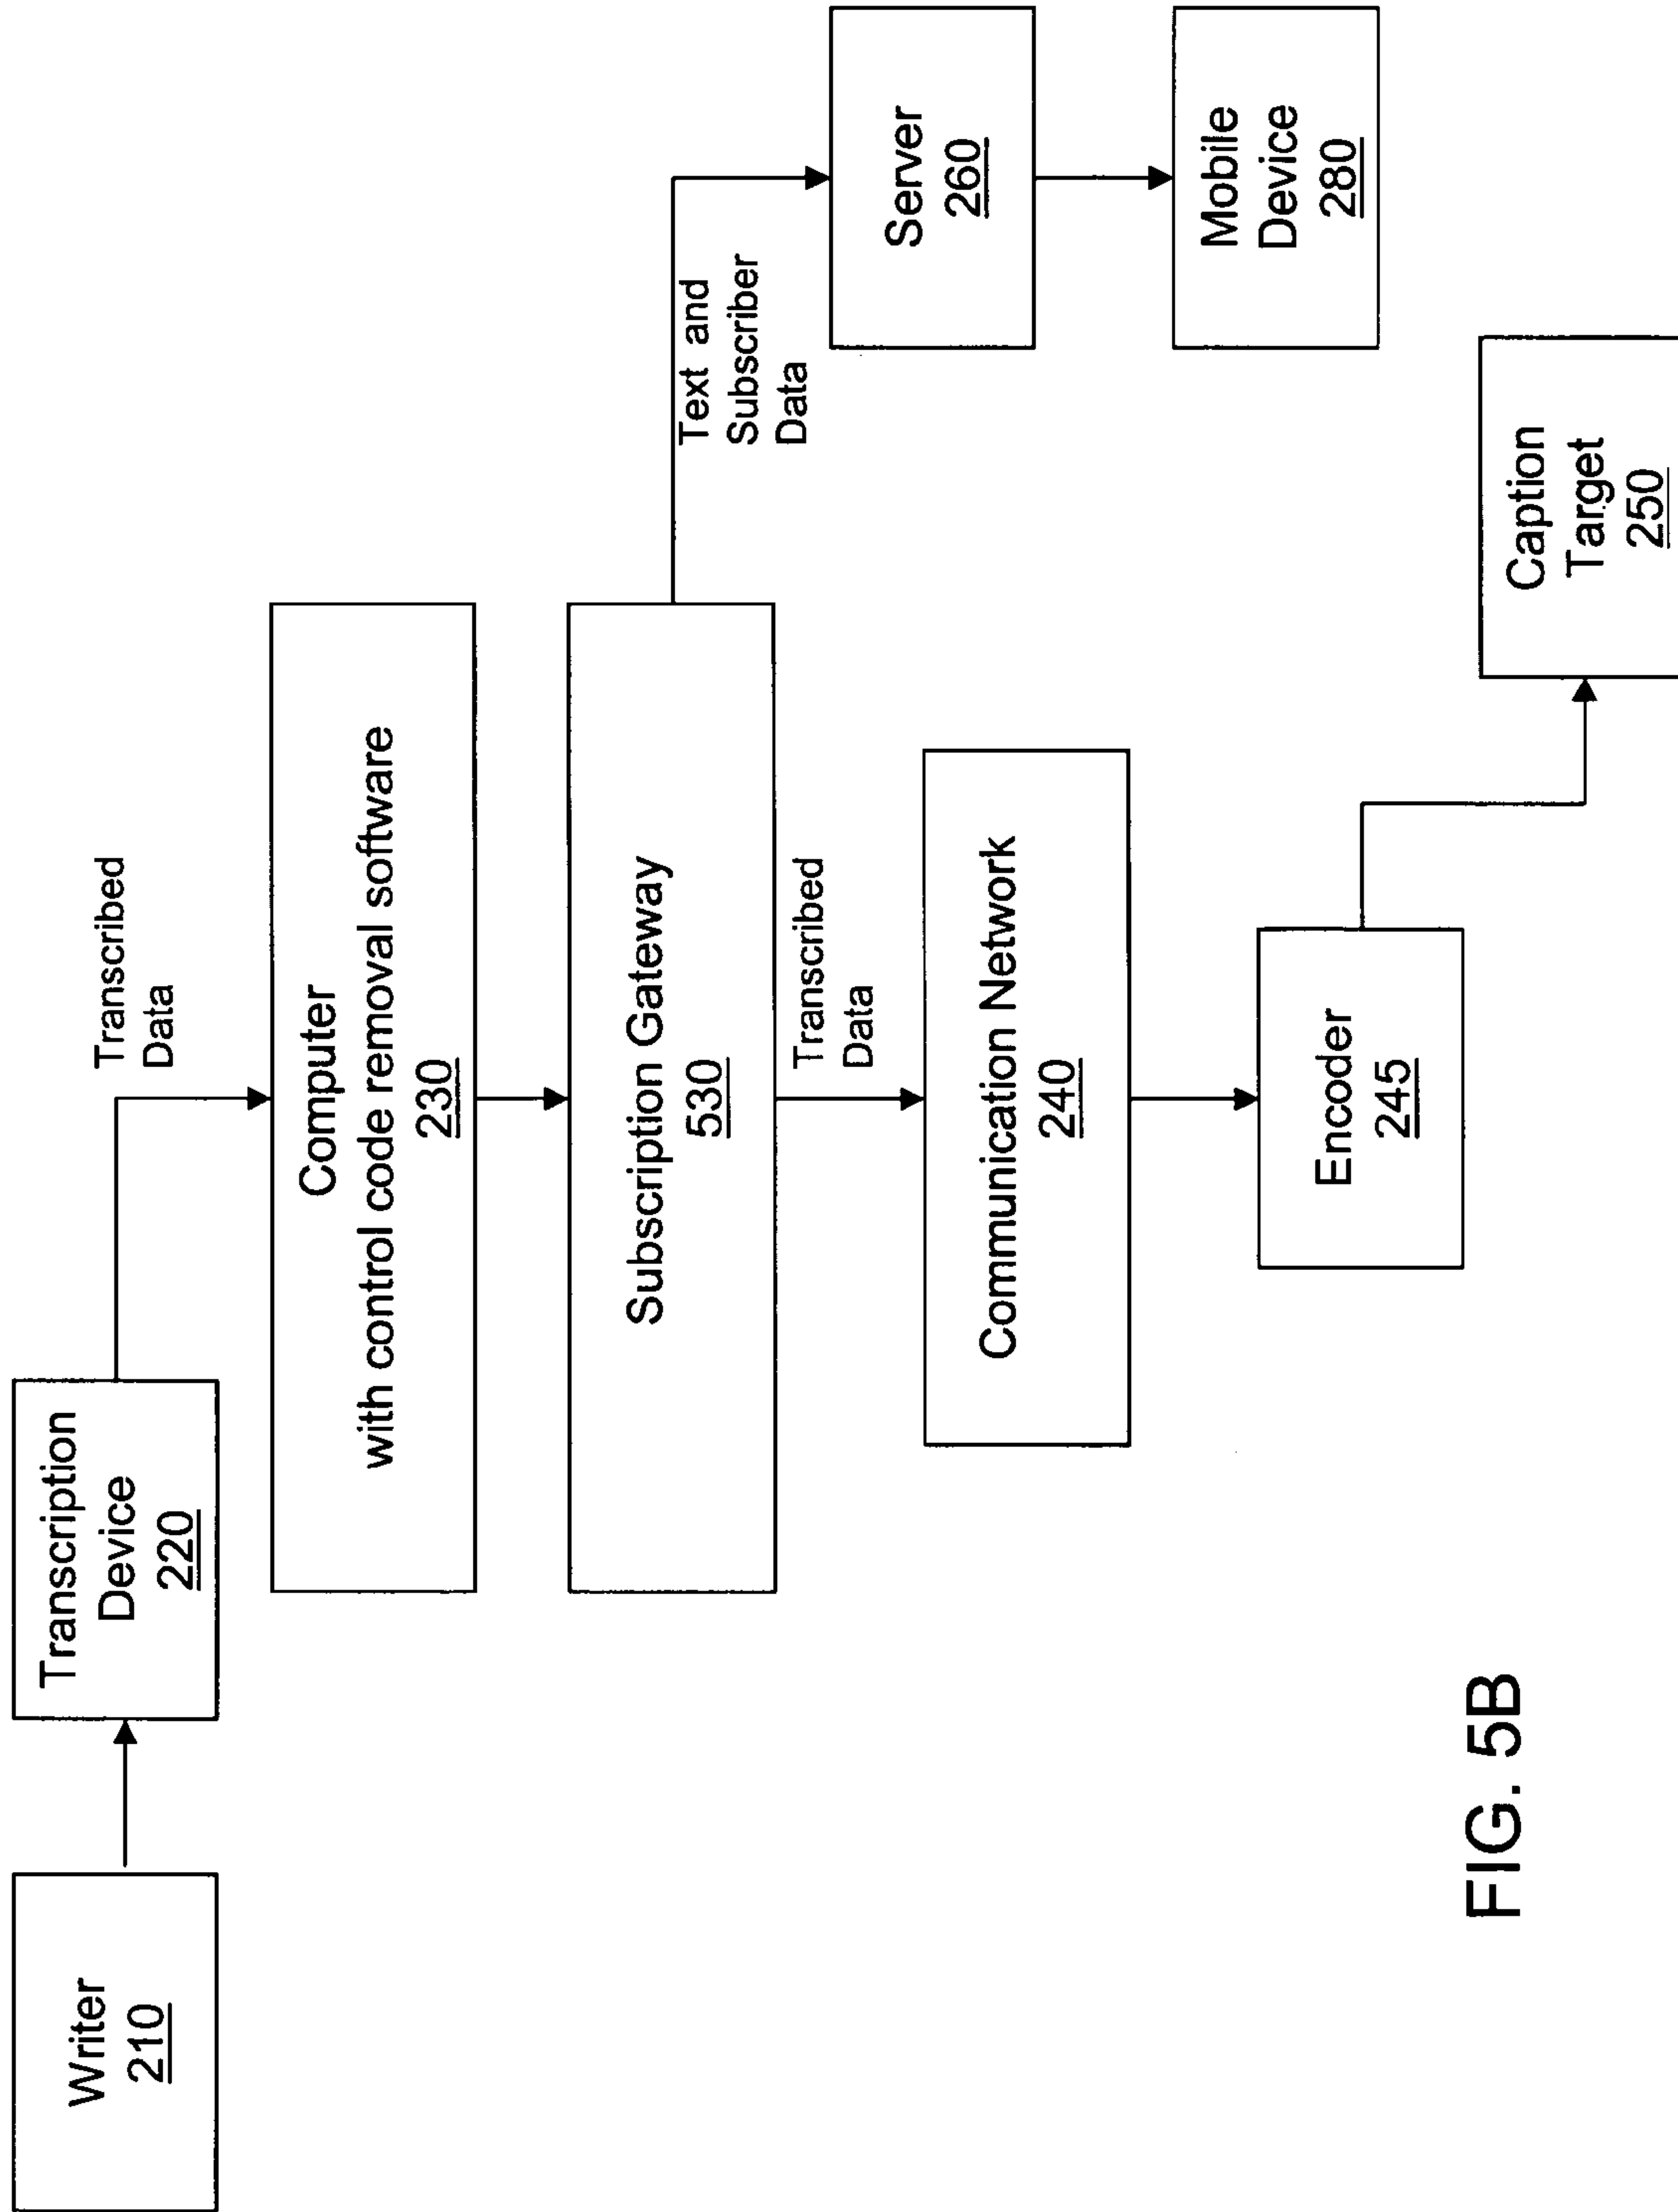 Writer
210
Transcription
Device
220
Transcribed
Data
Computer
with control code removal software
230
Subscription Gateway
530
Text and
Subscriber
Data
Server
260
Mobile
Device
280
Transcribed
Data
Communication Network
240
Encoder
245
Caption
Target
250
FIG. 5B